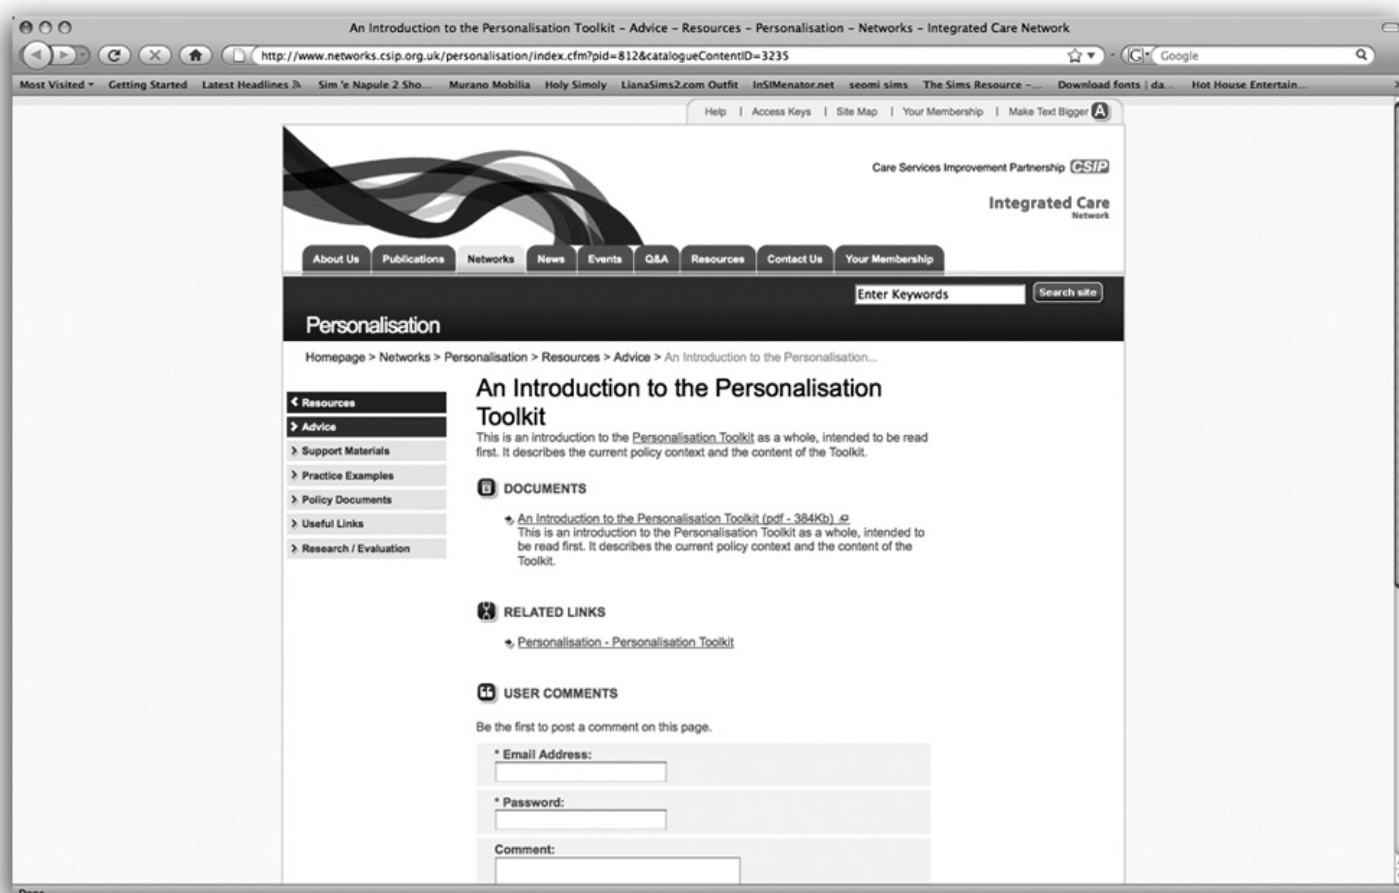 An Introduction to the Personalisation Toolkit – Advice – Resources – Personalisation – Networks – Integrated Care Network
http://www.networks.csip.org.uk/personalisation/index.cfm?pid=812&catalogueContentID=3235
G Google
Most Visited Getting Started Latest Headlines Sim 'e Napule 2 Sho... Murano Mobilia Holy Simoly LianaSims2.com Outfit InSIMenator.net seomi sims The Sims Resource –... Download fonts | da... Hot House Entertain...
Help | Access Keys | Site Map | Your Membership | Make Text Bigger A
Care Services Improvement Partnership CSIP
Integrated Care
Network
About Us Publications Networks News Events Q&A Resources Contact Us Your Membership
Enter Keywords Search site
Personalisation
Homepage > Networks > Personalisation > Resources > Advice > An Introduction to the Personalisation...
An Introduction to the Personalisation
Toolkit
This is an introduction to the Personalisation Toolkit as a whole, intended to be read
first. It describes the current policy context and the content of the Toolkit.
Resources
Advice
Support Materials
Practice Examples
Policy Documents
Useful Links
Research / Evaluation
DOCUMENTS
An Introduction to the Personalisation Toolkit (pdf - 384Kb)
This is an introduction to the Personalisation Toolkit as a whole, intended to
be read first. It describes the current policy context and the content of the
Toolkit.
RELATED LINKS
Personalisation - Personalisation Toolkit
USER COMMENTS
Be the first to post a comment on this page.
* Email Address:
* Password:
Comment: